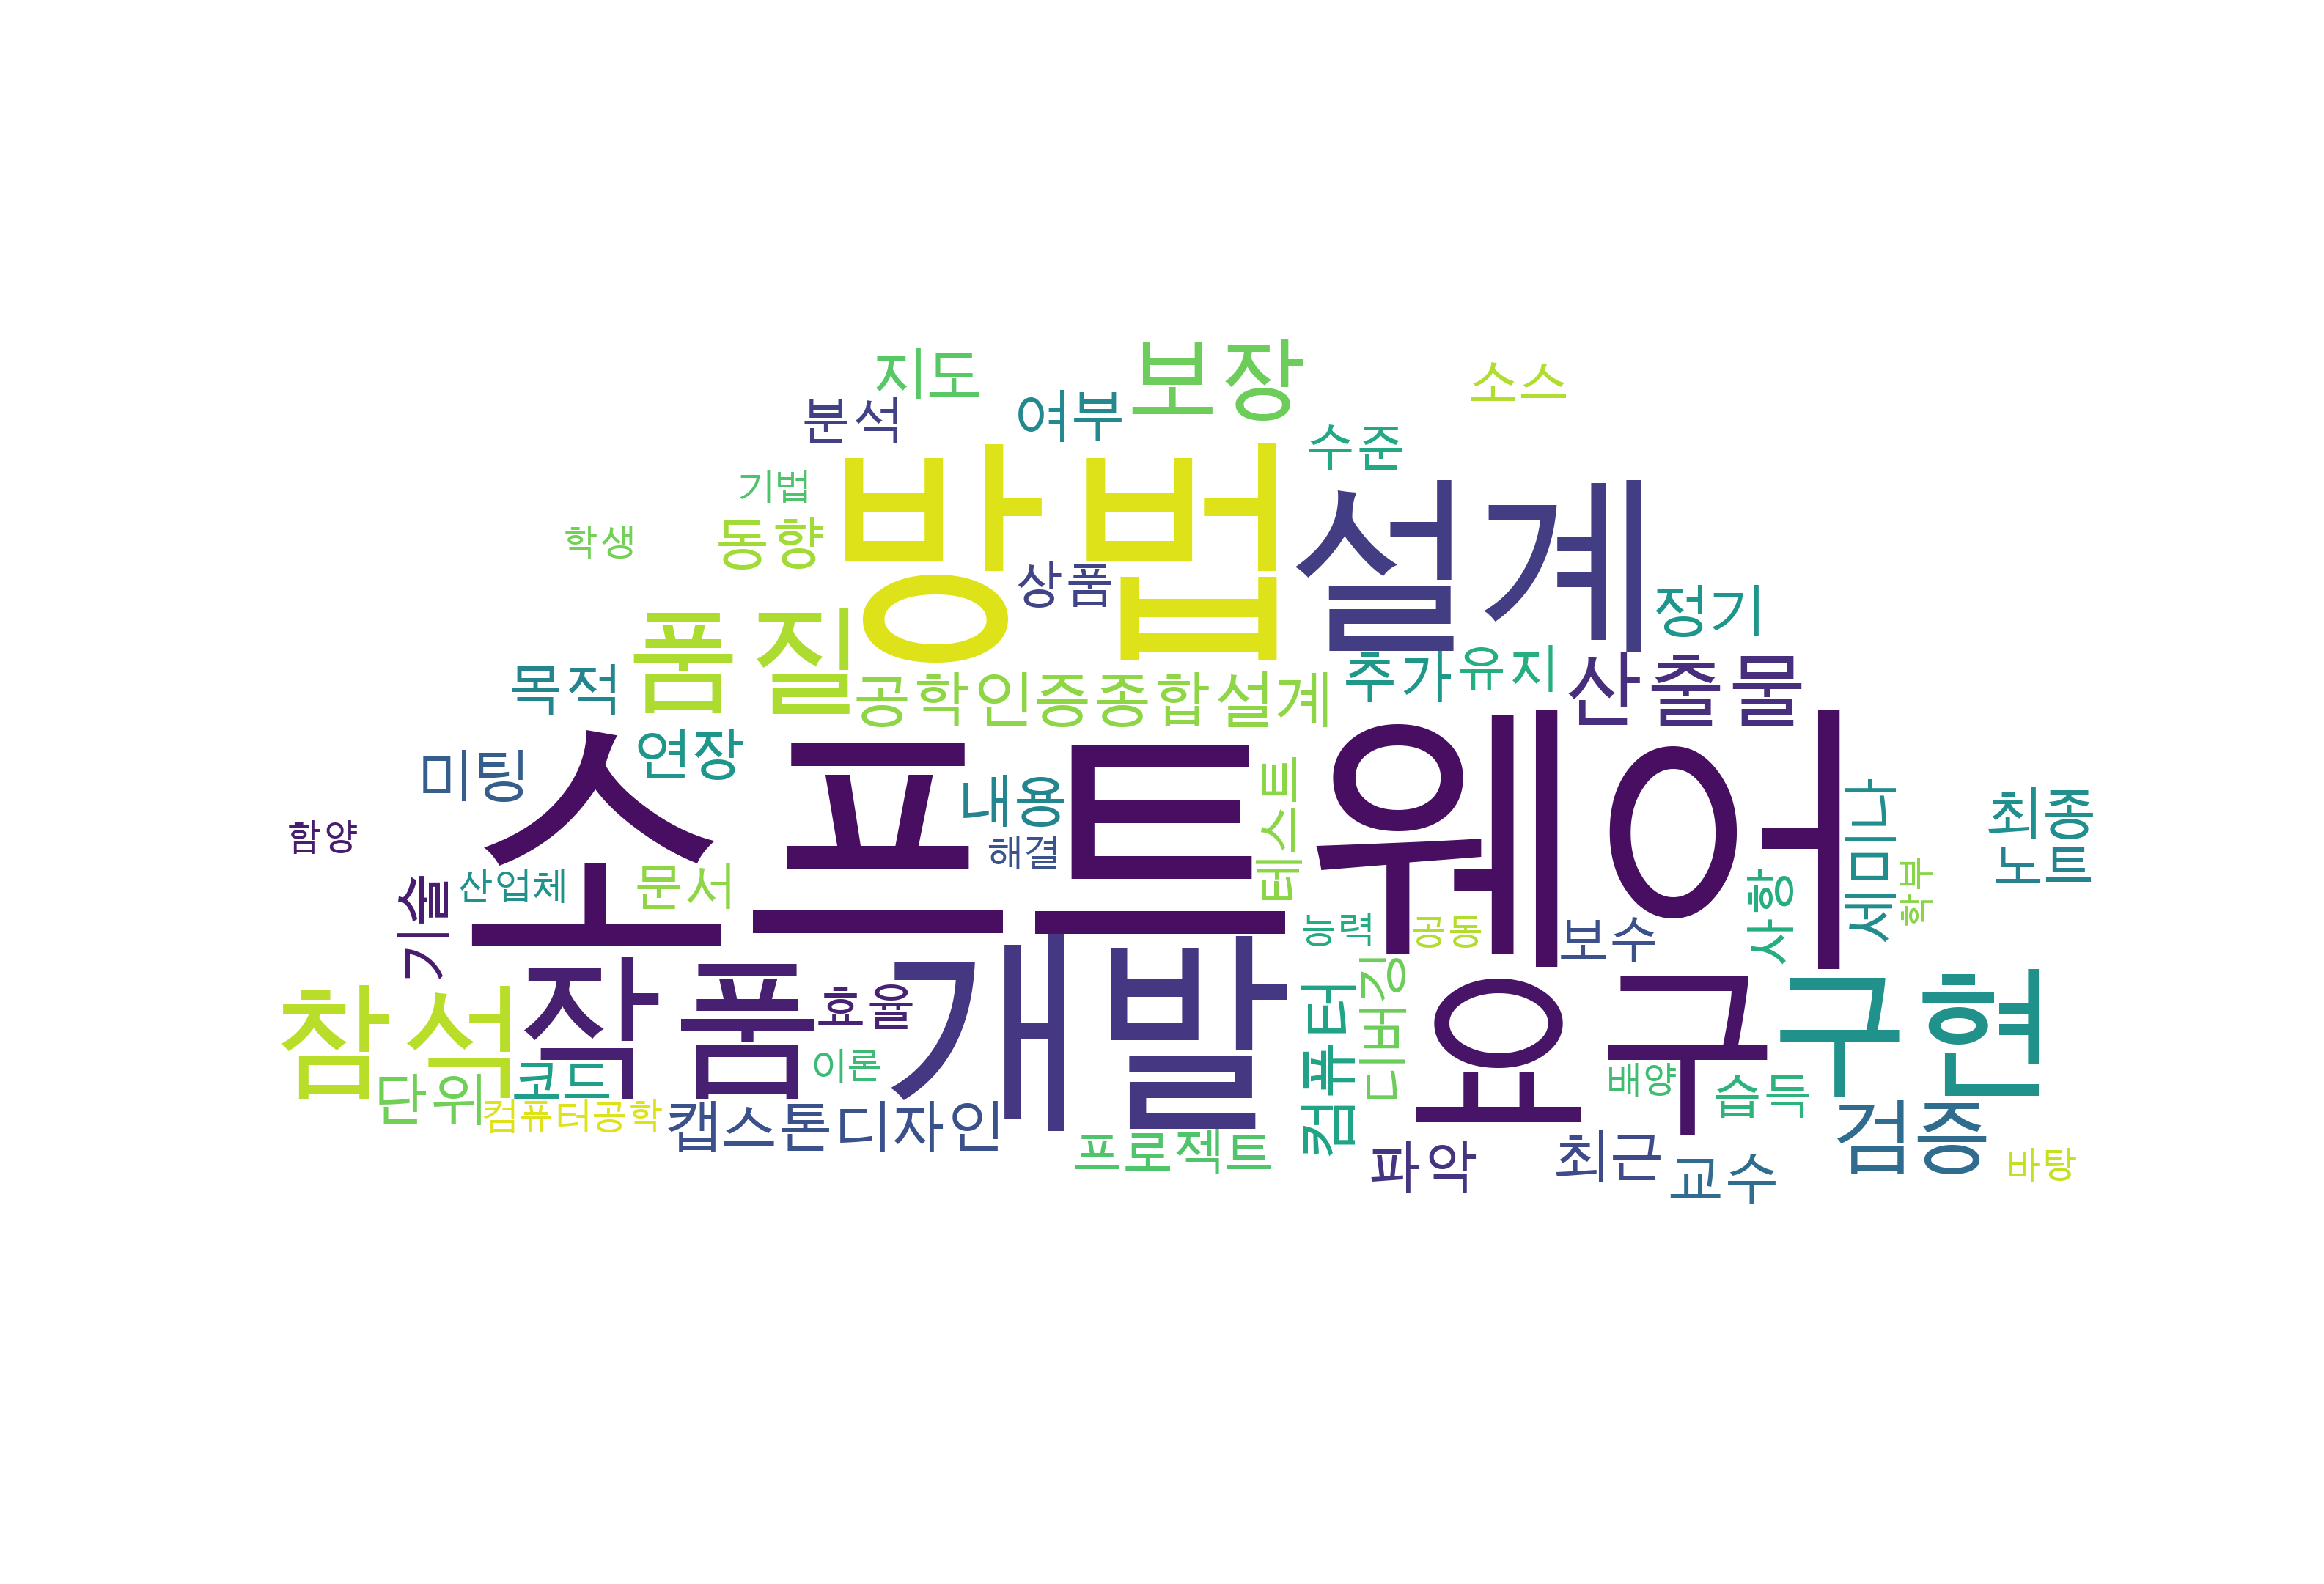 지도
보장
소스
분석
여부
수준
기법
방법
설계
학생
동향
상품
정기
품질
목적
공학인증종합설계
추가
유지
산출물
소프트웨어
연장
미팅
내용
테스트
세미나
최종
함양
해결
노트
기술
산업체
문서
능력
공동
보수
사항
학부
참석
작품
효율
개발
컴퓨터
디버깅
요구
구현
단위
코드
이론
배양
습득
컴퓨터공학
캡스톤디자인
프로젝트
파악
최근
교수
검증
바탕